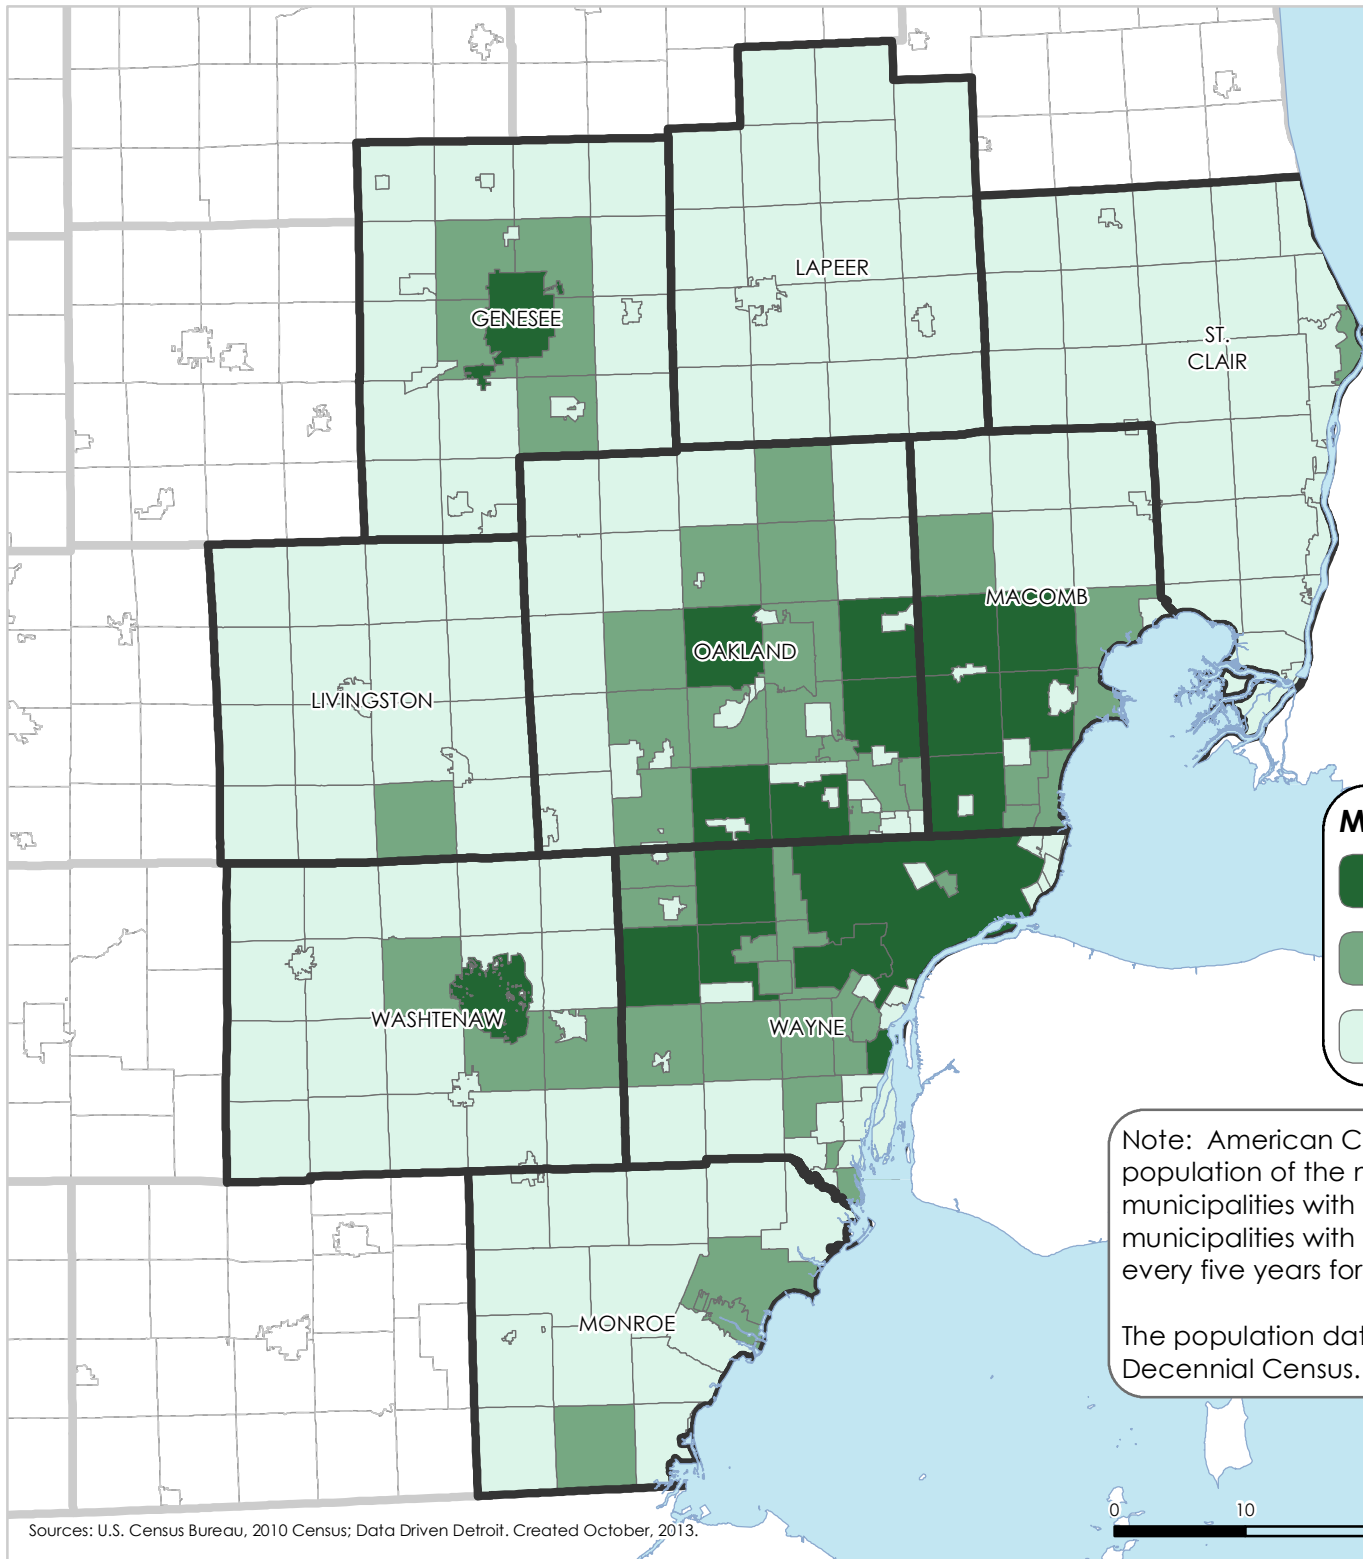 LAPEER
GENESEE
ST.
CLAIR
MACOMB
OAKLAND
LIVINGSTON
M
WASHTENAW
WAYNE
Note: American C
population of the
municipalities with
municipalities with
every five years for
MONROE
The population dat
Decennial Census.
0 10
Sources: U.S. Census Bureau, 2010 Census; Data Driven Detroit. Created October, 2013.